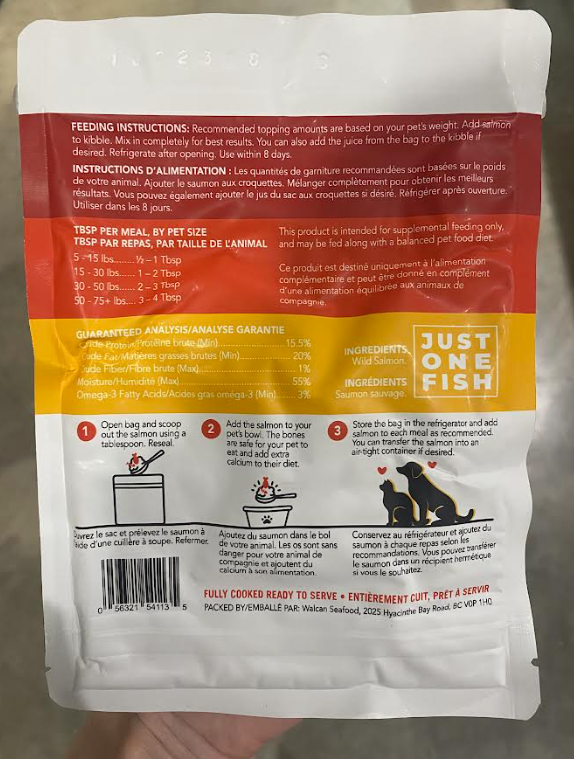 FEEDING INSTRUCTIONS: Recommended topping amounts are based on your pet's weight. Add salmon
to kibble. Mix in completely for best results. You can also add the juice from the bag to the kibble if
desired. Refrigerate after opening. Use within 8 days.
INSTRUCTIONS D'ALIMENTATION : Les quantités de garniture recommandées sont basées sur le poids
de votre animal. Ajouter le saumon aux croquettes. Mélanger complètement pour obtenir les meilleurs
résultats. Vous pouvez également ajouter le jus du sac aux croquettes si désiré. Réfrigérer après ouverture.
Utiliser dans les 8 jours.
TBSP PER MEAL, BY PET SIZE
TBSP PAR REPAS, PAR TAILLE DE L'ANIMAL
5 -15 lbs........ ½ – 1 Tbsp
15 - 30 lbs...... 1 – 2 Tbsp
30 - 50 lbs...... 2 – 3 Tbsp
50 - 75+ lbs.... 3 – 4 Tbsp
This product is intended for supplemental feeding only,
and may be fed along with a balanced pet food diet.
Ce produit est destiné uniquement à l'alimentation
complémentaire et peut être donné en complément
d'une alimentation équilibrée aux animaux de
compagnie.
GUARANTEED ANALYSIS/ANALYSE GARANTIE
Protein/Protéine brute (Min)........................15.5%
Fat/Matières grasses brutes (Min)..................20%
Fiber/Fibre brute (Max)................................1%
Moisture/Humidité (Max)....................................55%
Omega-3 Fatty Acids/Acides gras oméga-3 (Min).....3%
INGREDIENTS
Wild Salmon.
INGRÉDIENTS
Saumon sauvage.
JUST
ONE
FISH
1 Open bag and scoop
out the salmon using a
tablespoon. Reseal.
2 Add the salmon to your
pet's bowl. The bones
are safe for your pet to
eat and add extra
calcium to their diet.
3 Store the bag in the refrigerator and add
salmon to each meal as recommended.
You can transfer the salmon into an
air-tight container if desired.
le sac et prélevez le saumon à
d'une cuillère à soupe. Refermer.
Ajoutez du saumon dans le bol
de votre animal. Les os sont sans
danger pour votre animal de
compagnie et ajoutent du
calcium à son alimentation.
Conservez au réfrigérateur et ajoutez du
saumon à chaque repas selon les
recommandations. Vous pouvez transférer
le saumon dans un récipient hermétique
si vous le souhaitez.
0 56321 54113 5
FULLY COOKED READY TO SERVE • ENTIÈREMENT CUIT, PRÊT À SERVIR
PACKED BY/EMBALLÉ PAR: Walcan Seafood, 2025 Hyacinthe Bay Road, BC V0P 1H0